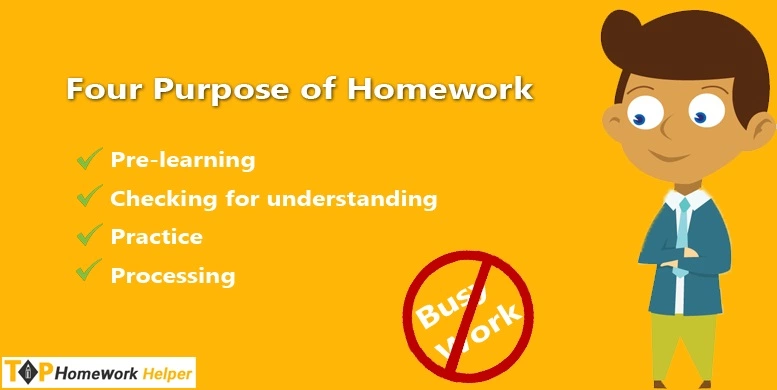 Four Purpose of Homework
Pre-learning
Checking for understanding
Practice
Processing
Busy
Work
TOP Homework Helper